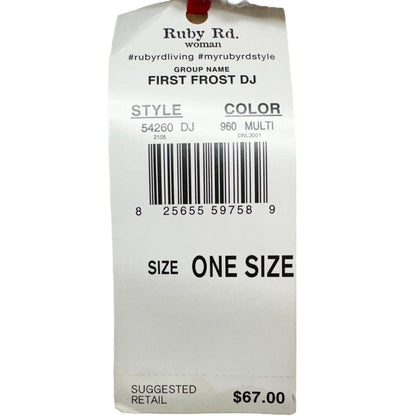 Ruby Rd.
woman
#rubyrdliving #myrubyrdstyle
GROUP NAME
FIRST FROST DJ
STYLE COLOR
54260 DJ 960 MULTI
2105 DNL3001
8 25655 59758 9
SIZE ONE SIZE
SUGGESTED
RETAIL $67.00